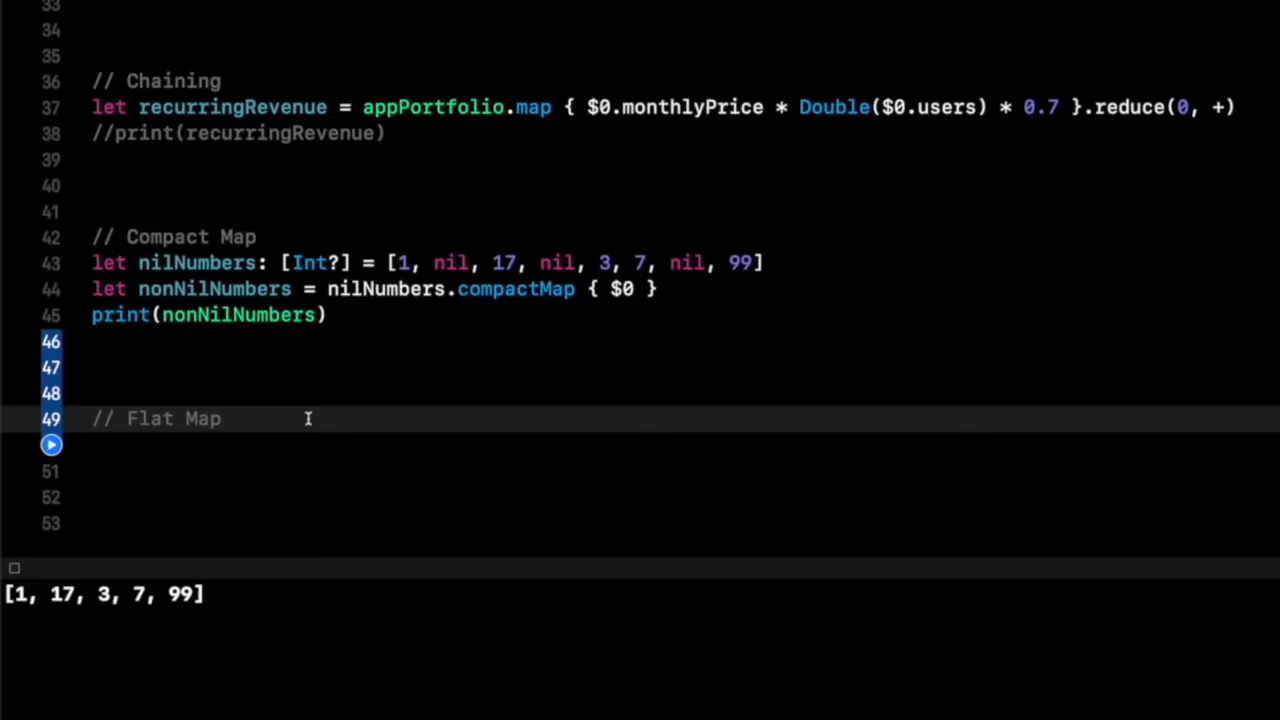 33
34
35
36 // Chaining
37 let recurringRevenue = appPortfolio.map { $0.monthlyPrice * Double($0.users) * 0.7 }.reduce(0, +)
38 //print(recurringRevenue)
39
40
41
42 // Compact Map
43 let nilNumbers: [Int?] = [1, nil, 17, nil, 3, 7, nil, 99]
44 let nonNilNumbers = nilNumbers.compactMap { $0 }
45 print(nonNilNumbers)
46
47
48
49 // Flat Map
51
52
53
[1, 17, 3, 7, 99]